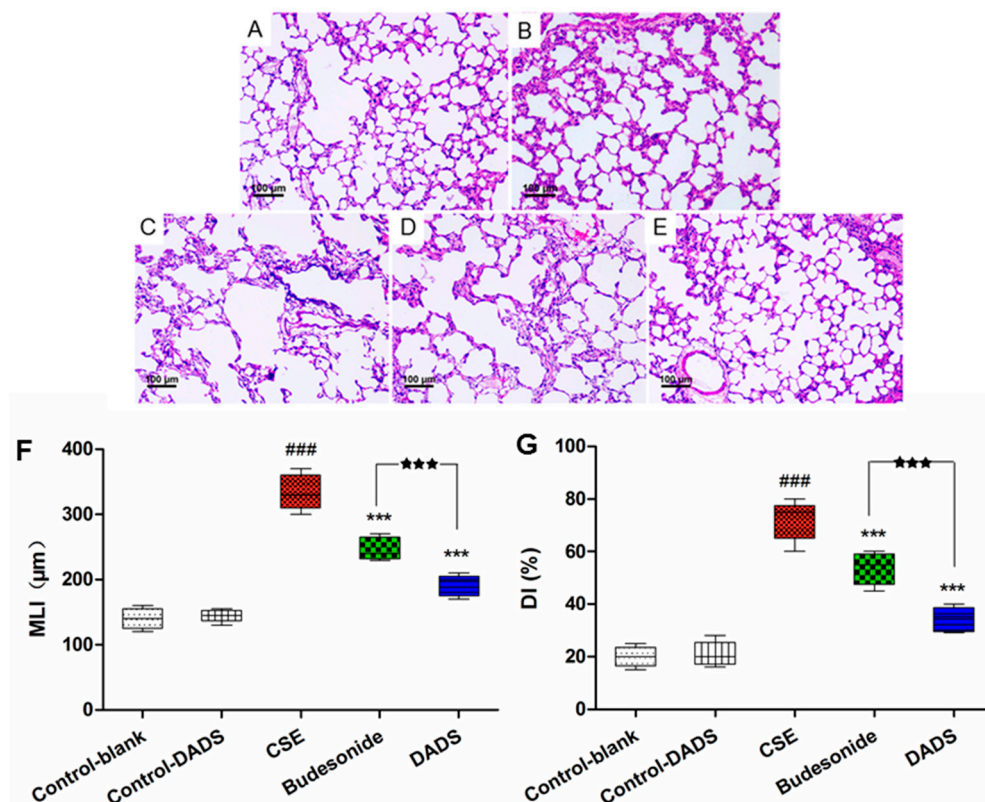 A
B
100 µm
100 µm
C
D
E
100 µm
100 µm
100 µm
F
MLI (µm)
400
300
200
100
0
###
***
***
★★★
Control-blank
Control-DADS
CSE
Budesonide
DADS
G
DI (%)
100
80
60
40
20
0
###
***
***
★★★
Control-blank
Control-DADS
CSE
Budesonide
DADS